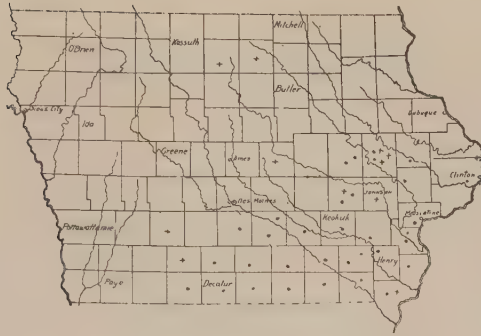 Mitchell
O'Brien
Kossuth
Butler
Dubuque
Sioux City
Ida
Greene
Ames
Clinton
Johnson
Des Moines
Muscatine
Keokuk
Pottawattamie
Henry
Page
Decatur